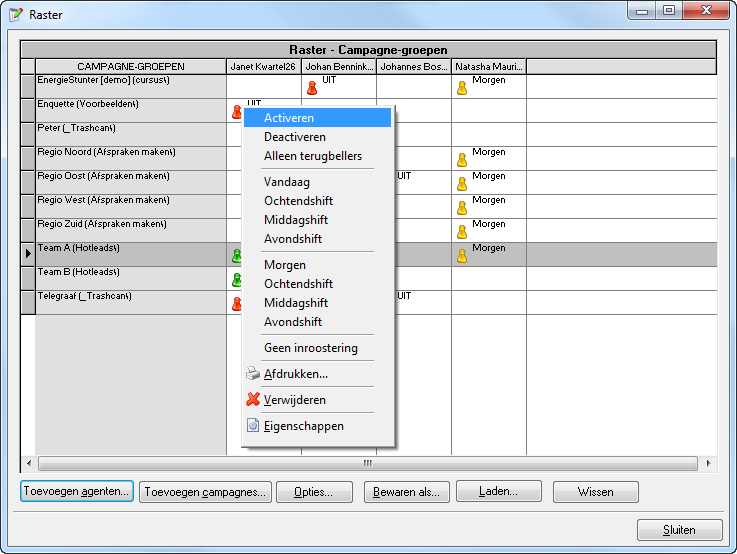 Raster
Raster - Campagne-groepen
CAMPAGNE-GROEPEN Janet Kwartel26 Johan Bennink... Johannes Bos... Natasha Mauri...
EnergieStunter [demo] (cursus\) UIT Morgen
Enquette (Voorbeelden\) UIT
Peter (_Trashcan\)
Regio Noord (Afspraken maken\) Morgen
Regio Oost (Afspraken maken\) UIT Morgen
Regio West (Afspraken maken\) Morgen
Regio Zuid (Afspraken maken\) Morgen
Team A (Hotleads\) Morgen
Team B (Hotleads\)
Telegraaf (_Trashcan\) UIT
Activeren
Deactiveren
Alleen terugbellers
Vandaag
Ochtendshift
Middagshift
Avondshift
Morgen
Ochtendshift
Middagshift
Avondshift
Geen inroostering
Afdrukken...
Verwijderen
Eigenschappen
Toevoegen agenten... Toevoegen campagnes... Opties... Bewaren als... Laden... Wissen
Sluiten